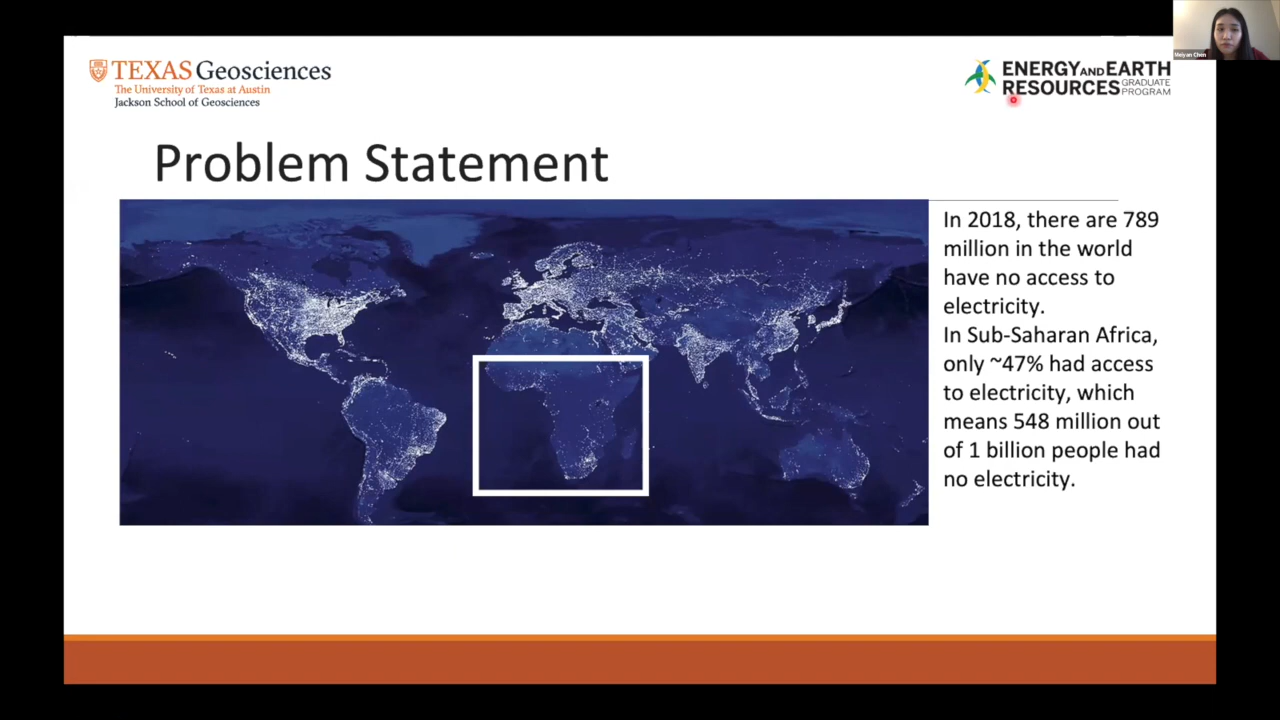 TEXAS Geosciences
The University of Texas at Austin
Jackson School of Geosciences
ENERGY AND EARTH
RESOURCES GRADUATE
PROGRAM
Meiyan Chen
Problem Statement
In 2018, there are 789
million in the world
have no access to
electricity.
In Sub-Saharan Africa,
only ~47% had access
to electricity, which
means 548 million out
of 1 billion people had
no electricity.